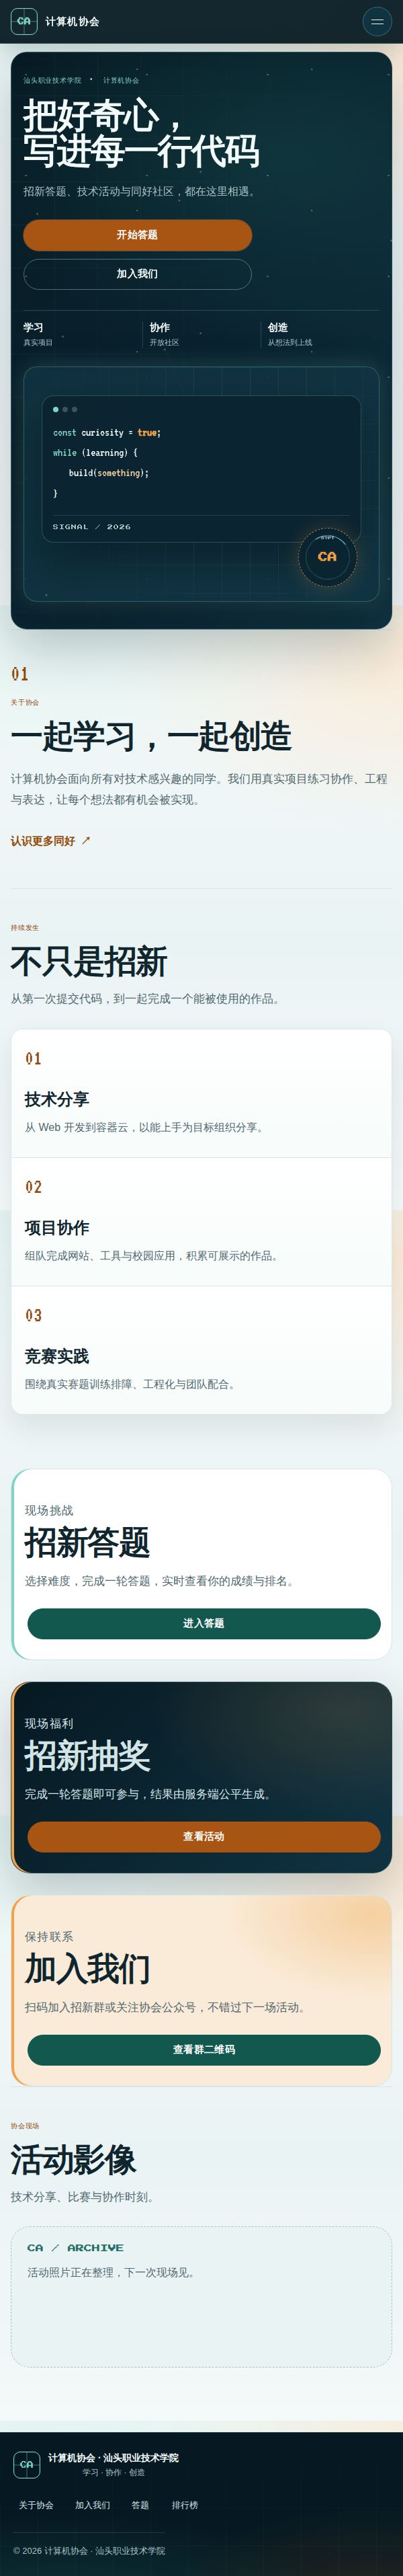 CA 计算机协会
汕头职业技术学院 · 计算机协会
把好奇心，
写进每一行代码
招新答题、技术活动与同好社区，都在这里相遇。
开始答题
加入我们
学习 协作 创造
真实项目 开放社区 从想法到上线
const curiosity = true;
while (learning) {
build(something);
}
SIGNAL / 2026
CA
01
关于协会
一起学习，一起创造
计算机协会面向所有对技术感兴趣的同学。我们用真实项目练习协作、工程
与表达，让每个想法都有机会被实现。
认识更多同好 ↗
持续发生
不只是招新
从第一次提交代码，到一起完成一个能被使用的作品。
01
技术分享
从 Web 开发到容器云，以能上手为目标组织分享。
02
项目协作
组队完成网站、工具与校园应用，积累可展示的作品。
03
竞赛实践
围绕真实赛题训练排障、工程化与团队配合。
现场挑战
招新答题
选择难度，完成一轮答题，实时查看你的成绩与排名。
进入答题
现场福利
招新抽奖
完成一轮答题即可参与，结果由服务端公平生成。
查看活动
保持联系
加入我们
扫码加入招新群或关注协会公众号，不错过下一场活动。
查看群二维码
协会现场
活动影像
技术分享、比赛与协作时刻。
CA / ARCHIVE
活动照片正在整理，下一次现场见。
CA 计算机协会 · 汕头职业技术学院
学习 · 协作 · 创造
关于协会 加入我们 答题 排行榜
© 2026 计算机协会 · 汕头职业技术学院